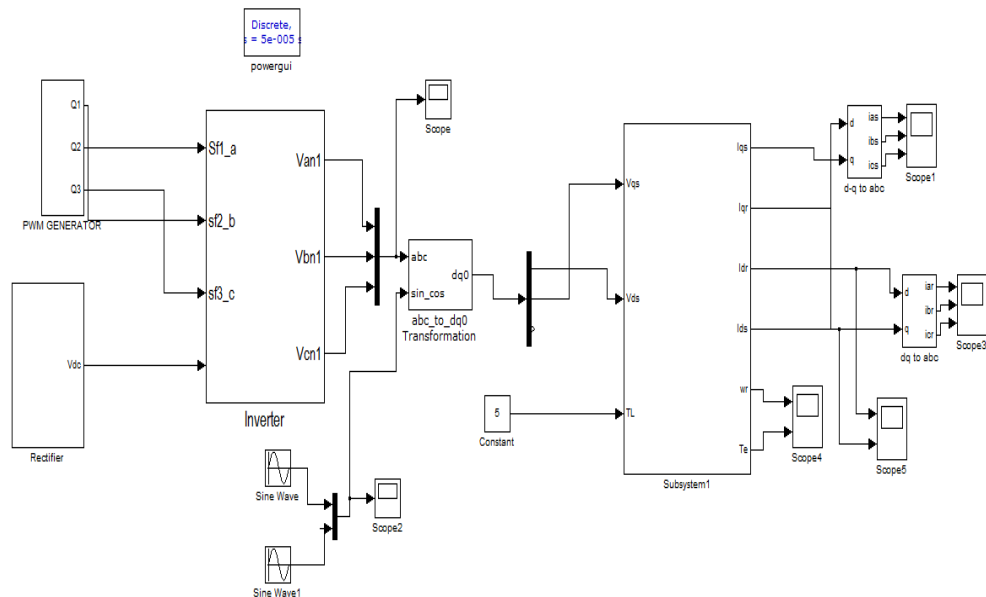 Discrete,
s = 5e-005 s
powergui
Q1
Q2
Q3
PWM GENERATOR
Vdc
Rectifier
Sf1_a
sf2_b
sf3_c
Van1
Vbn1
Vcn1
Inverter
Scope
abc
sin_cos
dq0
abc_to_dq0
Transformation
Sine Wave
Sine Wave1
Scope2
5
Constant
Vqs
Vds
TL
Iqs
Iqr
Idr
Ids
wr
Te
Subsystem1
d
q
ias
ibs
ics
d-q to abc
Scope1
d
q
iar
ibr
icr
dq to abc
Scope3
Scope4
Scope5